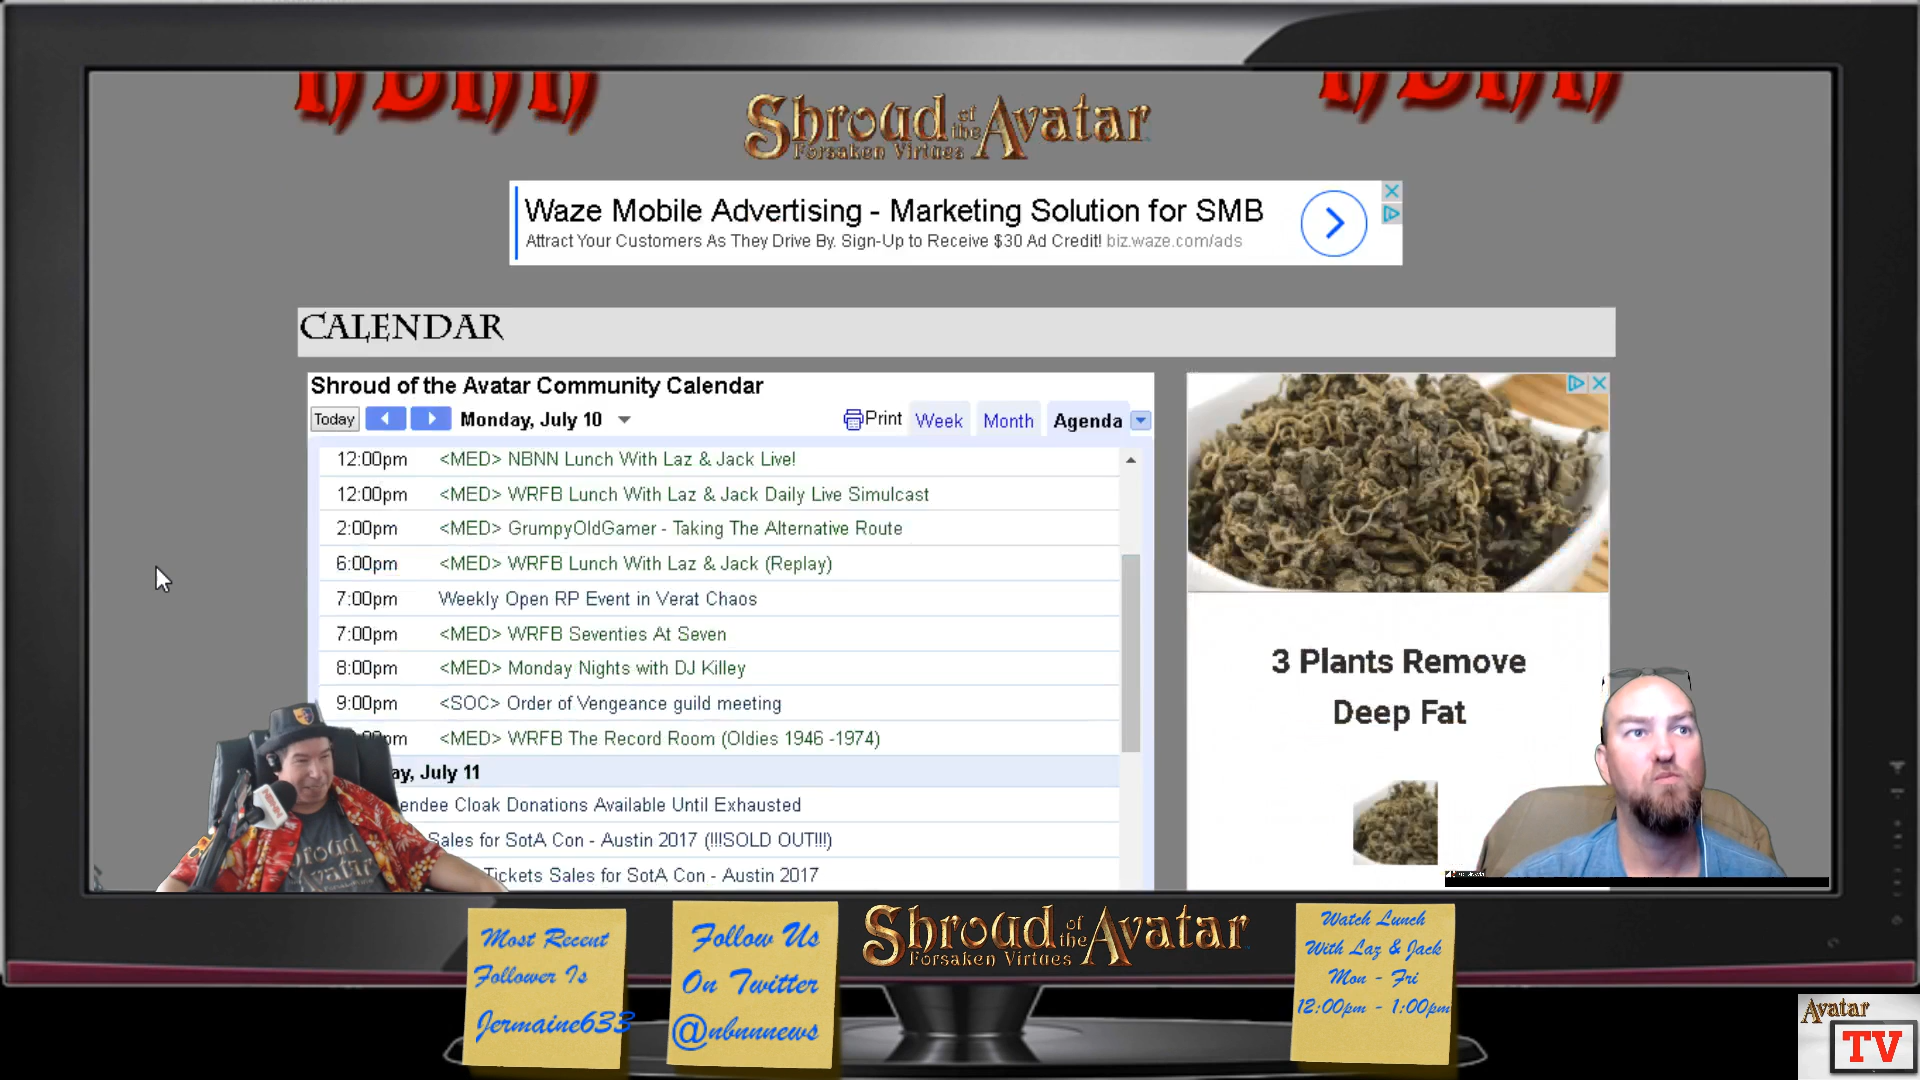 NBNN
NBNN
Shroud of the Avatar
Forsaken Virtues
Waze Mobile Advertising - Marketing Solution for SMB
Attract Your Customers As They Drive By. Sign-Up to Receive $30 Ad Credit! biz.waze.com/ads
CALENDAR
Shroud of the Avatar Community Calendar
Today
Monday, July 10
Print
Week
Month
Agenda
12:00pm <MED> NBNN Lunch With Laz & Jack Live!
12:00pm <MED> WRFB Lunch With Laz & Jack Daily Live Simulcast
2:00pm <MED> GrumpyOldGamer - Taking The Alternative Route
6:00pm <MED> WRFB Lunch With Laz & Jack (Replay)
7:00pm Weekly Open RP Event in Verat Chaos
7:00pm <MED> WRFB Seventies At Seven
8:00pm <MED> Monday Nights with DJ Killey
9:00pm <SOC> Order of Vengeance guild meeting
<MED> WRFB The Record Room (Oldies 1946 -1974)
ay, July 11
endee Cloak Donations Available Until Exhausted
Sales for SotA Con - Austin 2017 (!!!SOLD OUT!!!)
Tickets Sales for SotA Con - Austin 2017
3 Plants Remove
Deep Fat
Shroud
Avatar
Most Recent
Follower Is
Jermaine633
Follow Us
On Twitter
@nbnnnews
Shroud of the Avatar
Forsaken Virtues
Watch Lunch
With Laz & Jack
Mon - Fri
12:00pm - 1:00pm
Avatar
TV